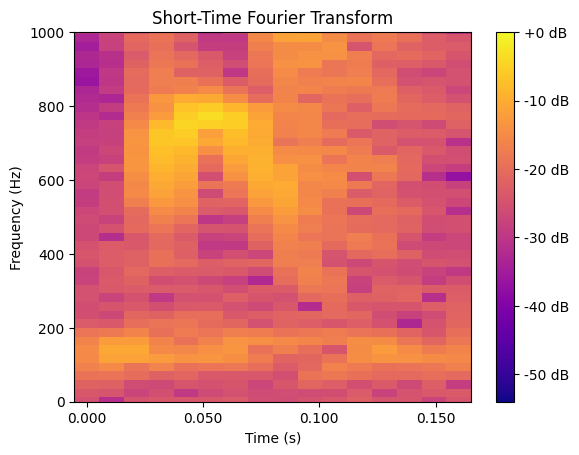 Short-Time Fourier Transform
1000
800
600
400
200
0
Frequency (Hz)
0.000
0.050
0.100
0.150
Time (s)
+0 dB
-10 dB
-20 dB
-30 dB
-40 dB
-50 dB